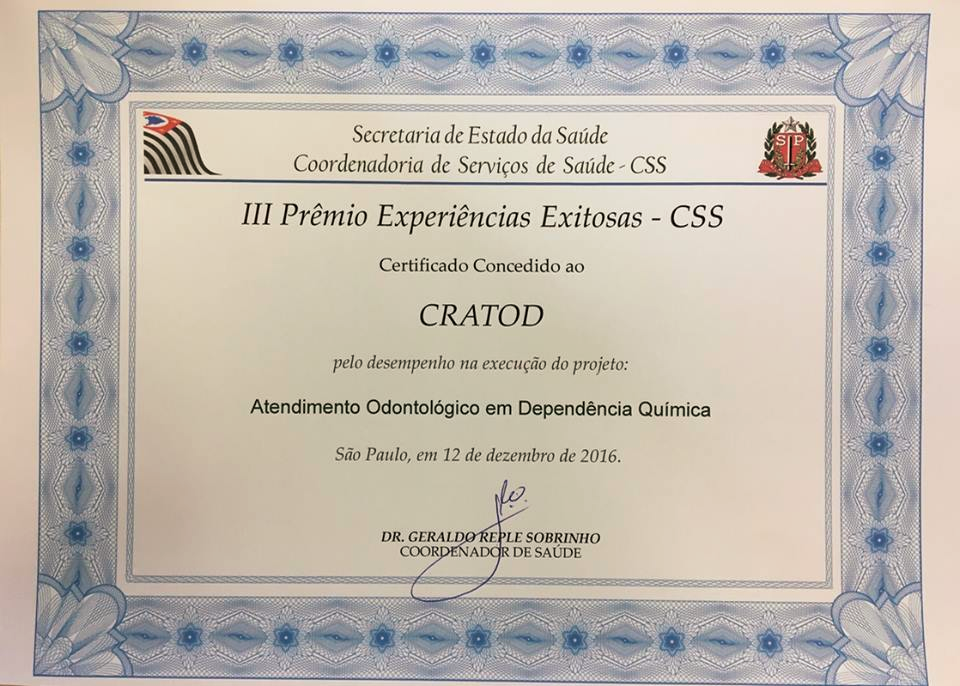 Secretaria de Estado da Saúde
Coordenadoria de Serviços de Saúde - CSS
III Prêmio Experiências Exitosas - CSS
Certificado Concedido ao
CRATOD
pelo desempenho na execução do projeto:
Atendimento Odontológico em Dependência Química
São Paulo, em 12 de dezembro de 2016.
DR. GERALDO REPLE SOBRINHO
COORDENADOR DE SAÚDE